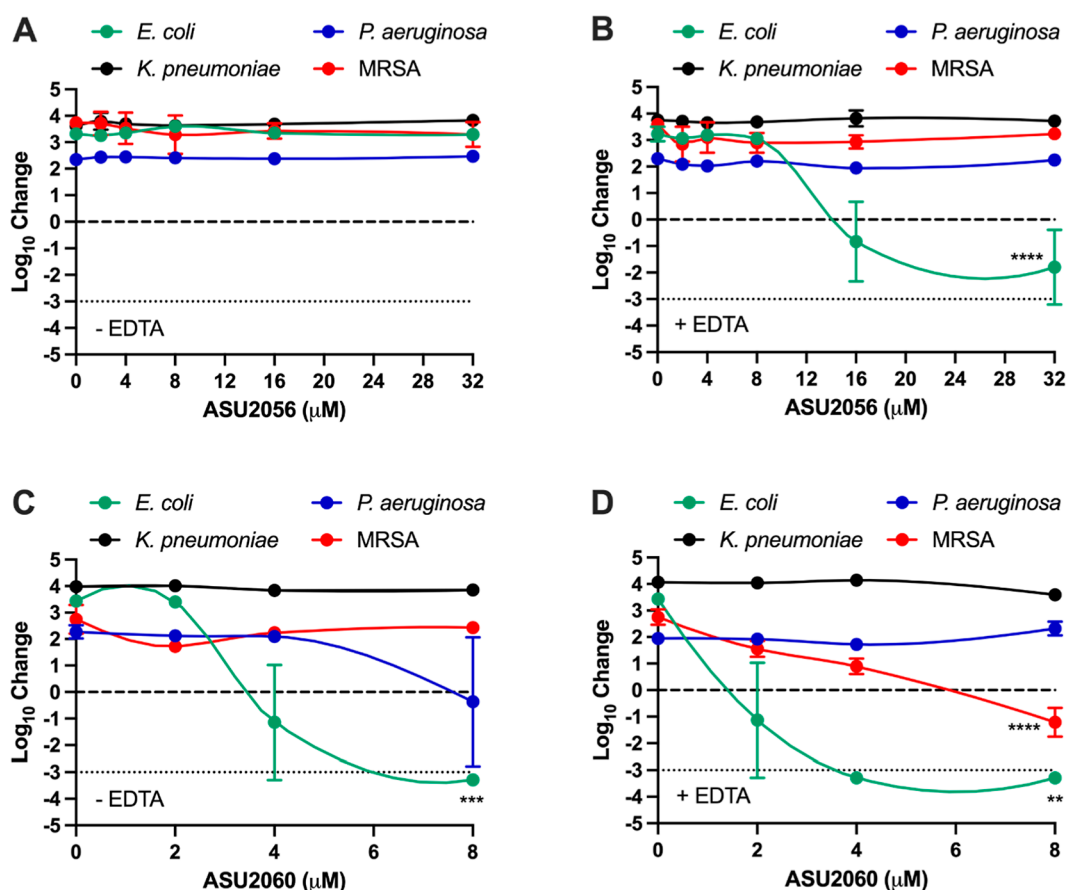 A
E. coli
P. aeruginosa
K. pneumoniae
MRSA
5
4
3
2
1
0
-1
-2
-3
-4
-5
Log10 Change
- EDTA
0 4 8 12 16 20 24 28 32
ASU2056 (μM)
B
E. coli
P. aeruginosa
K. pneumoniae
MRSA
5
4
3
2
1
0
-1
-2
-3
-4
-5
Log10 Change
****
+ EDTA
0 4 8 12 16 20 24 28 32
ASU2056 (μM)
C
E. coli
P. aeruginosa
K. pneumoniae
MRSA
5
4
3
2
1
0
-1
-2
-3
-4
-5
Log10 Change
- EDTA
***
0 2 4 6 8
ASU2060 (μM)
D
E. coli
P. aeruginosa
K. pneumoniae
MRSA
5
4
3
2
1
0
-1
-2
-3
-4
-5
Log10 Change
****
+ EDTA
**
0 2 4 6 8
ASU2060 (μM)